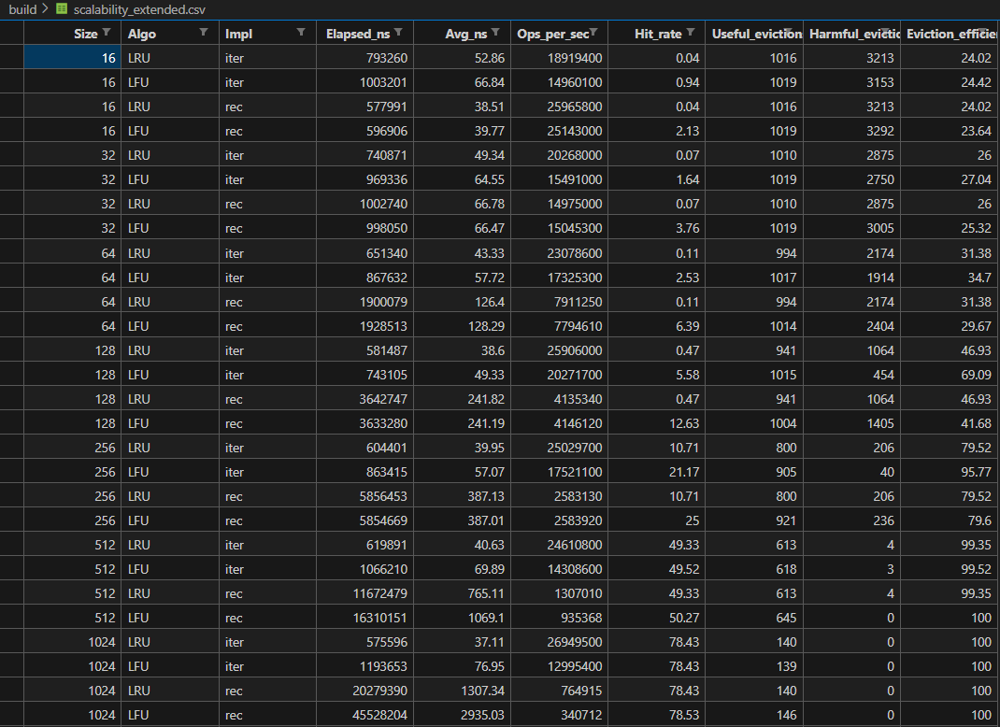 build > scalability_extended.csv
Size Algo Impl Elapsed_ns Avg_ns Ops_per_sec Hit_rate Useful_eviction Harmful_evictic Eviction_efficie
16 LRU iter 793260 52.86 18919400 0.04 1016 3213 24.02
16 LFU iter 1003201 66.84 14960100 0.94 1019 3153 24.42
16 LRU rec 577991 38.51 25965800 0.04 1016 3213 24.02
16 LFU rec 596906 39.77 25143000 2.13 1019 3292 23.64
32 LRU iter 740871 49.34 20268000 0.07 1010 2875 26
32 LFU iter 969336 64.55 15491000 1.64 1019 2750 27.04
32 LRU rec 1002740 66.78 14975000 0.07 1010 2875 26
32 LFU rec 998050 66.47 15045300 3.76 1019 3005 25.32
64 LRU iter 651340 43.33 23078600 0.11 994 2174 31.38
64 LFU iter 867632 57.72 17325300 2.53 1017 1914 34.7
64 LRU rec 1900079 126.4 7911250 0.11 994 2174 31.38
64 LFU rec 1928513 128.29 7794610 6.39 1014 2404 29.67
128 LRU iter 581487 38.6 25906000 0.47 941 1064 46.93
128 LFU iter 743105 49.33 20271700 5.58 1015 454 69.09
128 LRU rec 3642747 241.82 4135340 0.47 941 1064 46.93
128 LFU rec 3633280 241.19 4146120 12.63 1004 1405 41.68
256 LRU iter 604401 39.95 25029700 10.71 800 206 79.52
256 LFU iter 863415 57.07 17521100 21.17 905 40 95.77
256 LRU rec 5856453 387.13 2583130 10.71 800 206 79.52
256 LFU rec 5854669 387.01 2583920 25 921 236 79.6
512 LRU iter 619891 40.63 24610800 49.33 613 4 99.35
512 LFU iter 1066210 69.89 14308600 49.52 618 3 99.52
512 LRU rec 11672479 765.11 1307010 49.33 613 4 99.35
512 LFU rec 16310151 1069.1 935368 50.27 645 0 100
1024 LRU iter 575596 37.11 26949500 78.43 140 0 100
1024 LFU iter 1193653 76.95 12995400 78.43 139 0 100
1024 LRU rec 20279390 1307.34 764915 78.43 140 0 100
1024 LFU rec 45528204 2935.03 340712 78.53 146 0 100